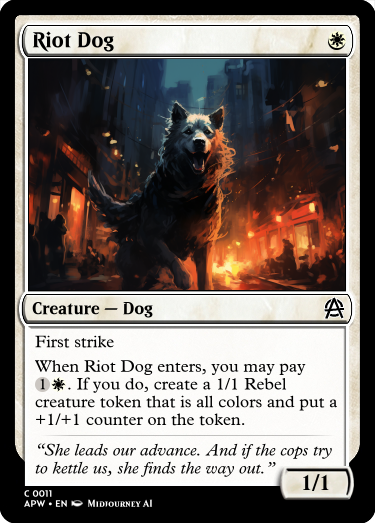 Riot Dog
Creature — Dog
First strike
When Riot Dog enters, you may pay
1. If you do, create a 1/1 Rebel
creature token that is all colors and put a
+1/+1 counter on the token.
“She leads our advance. And if the cops try
to kettle us, she finds the way out.”
1/1
C 0011
APW • EN Midjourney AI